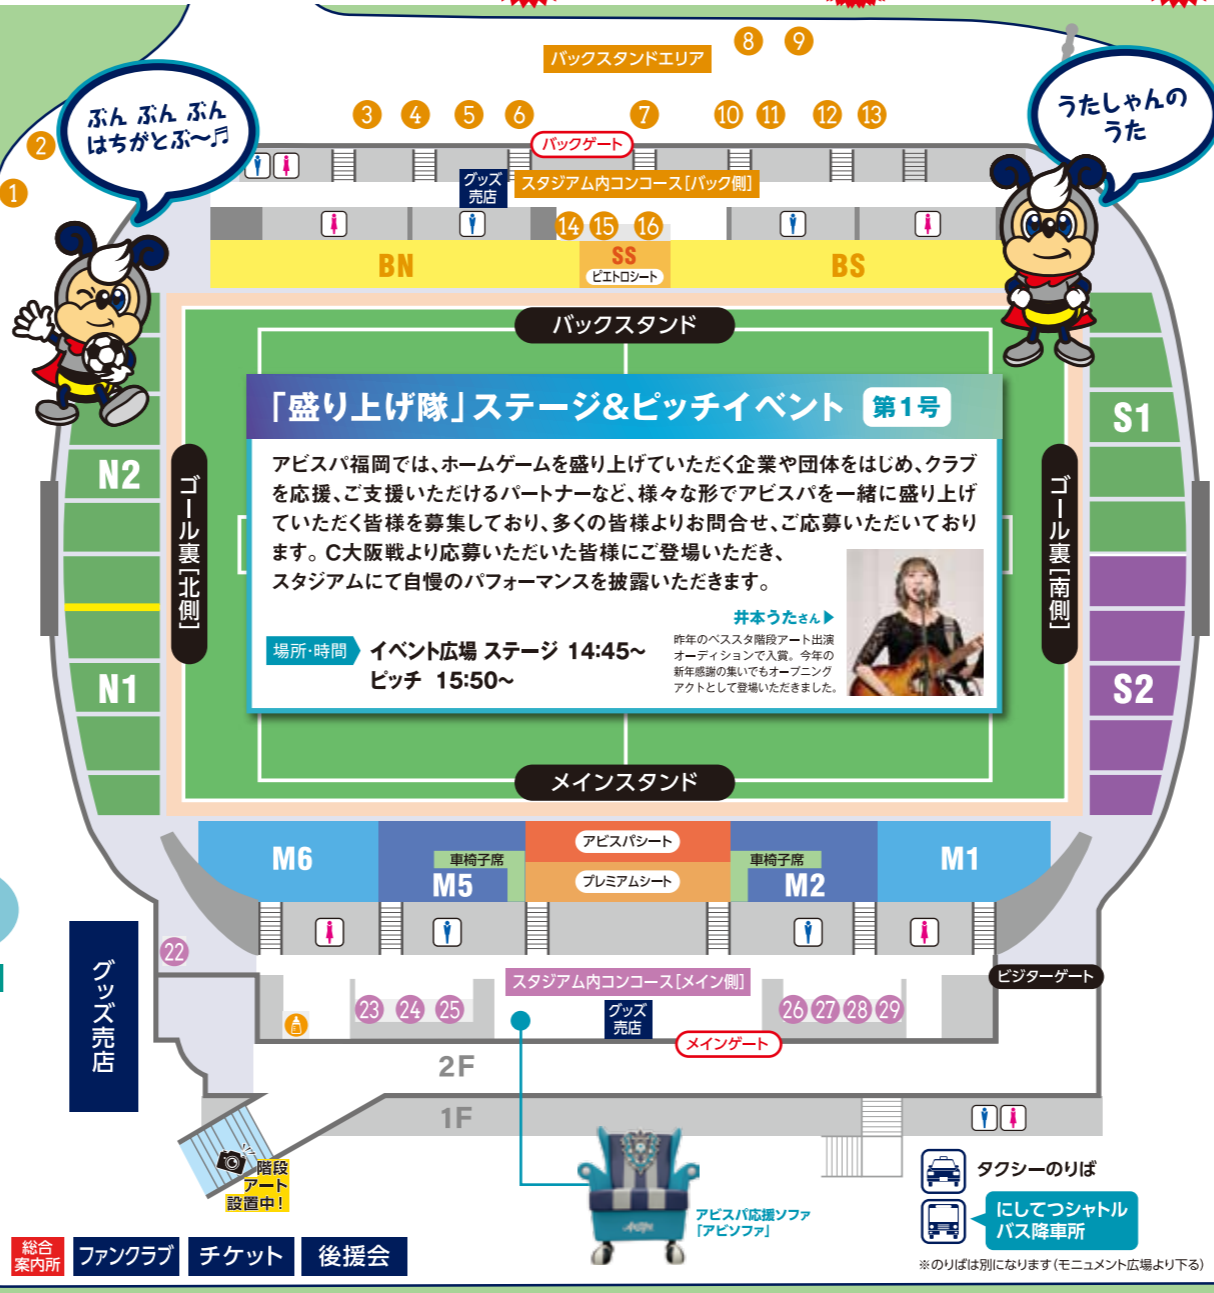 バックスタンドエリア
8 9
ぶん ぶん ぶん
はちがとぶ〜♬
うたしゃんの
うた
2
1
3 4 5 6 7 10 11 12 13
バックゲート
グッズ
売店
スタジアム内コンコース[バック側]
14 15 16
BN
SS
ピエトロシート
BS
バックスタンド
「盛り上げ隊」ステージ&ピッチイベント 第1号
アビスパ福岡では、ホームゲームを盛り上げていただく企業や団体をはじめ、クラブ
を応援、ご支援いただけるパートナーなど、様々な形でアビスパを一緒に盛り上げ
ていただく皆様を募集しており、多くの皆様よりお問合せ、ご応募いただいており
ます。C大阪戦より応募いただいた皆様にご登場いただき、
スタジアムにて自慢のパフォーマンスを披露いただきます。
井本うたさん▶
昨年のベススタ階段アート出演
オーディションで入賞。今年の
新年感謝の集いでもオープニング
アクトとして登場いただきました。
場所・時間
イベント広場 ステージ 14:45〜
ピッチ 15:50〜
N2
N1
ゴール裏[北側]
ゴール裏[南側]
S1
S2
メインスタンド
M6
車椅子席
M5
アビスパシート
プレミアムシート
車椅子席
M2
M1
22
グッズ売店
スタジアム内コンコース[メイン側]
ビジターゲート
23 24 25
グッズ
売店
26 27 28 29
メインゲート
2F
1F
階段
アート
設置中!
アビスパ応援ソファ
「アビソファ」
タクシーのりば
にしてつシャトル
バス降車所
※のりばは別になります(モニュメント広場より下る)
総合
案内所
ファンクラブ
チケット
後援会